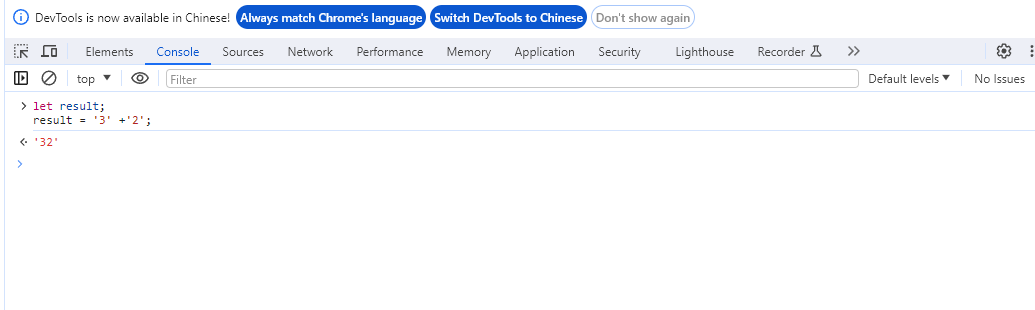 DevTools is now available in Chinese! Always match Chrome's language Switch DevTools to Chinese Don't show again
Elements Console Sources Network Performance Memory Application Security Lighthouse Recorder
top Filter Default levels No Issues
let result;
result = '3' +'2';
'32'